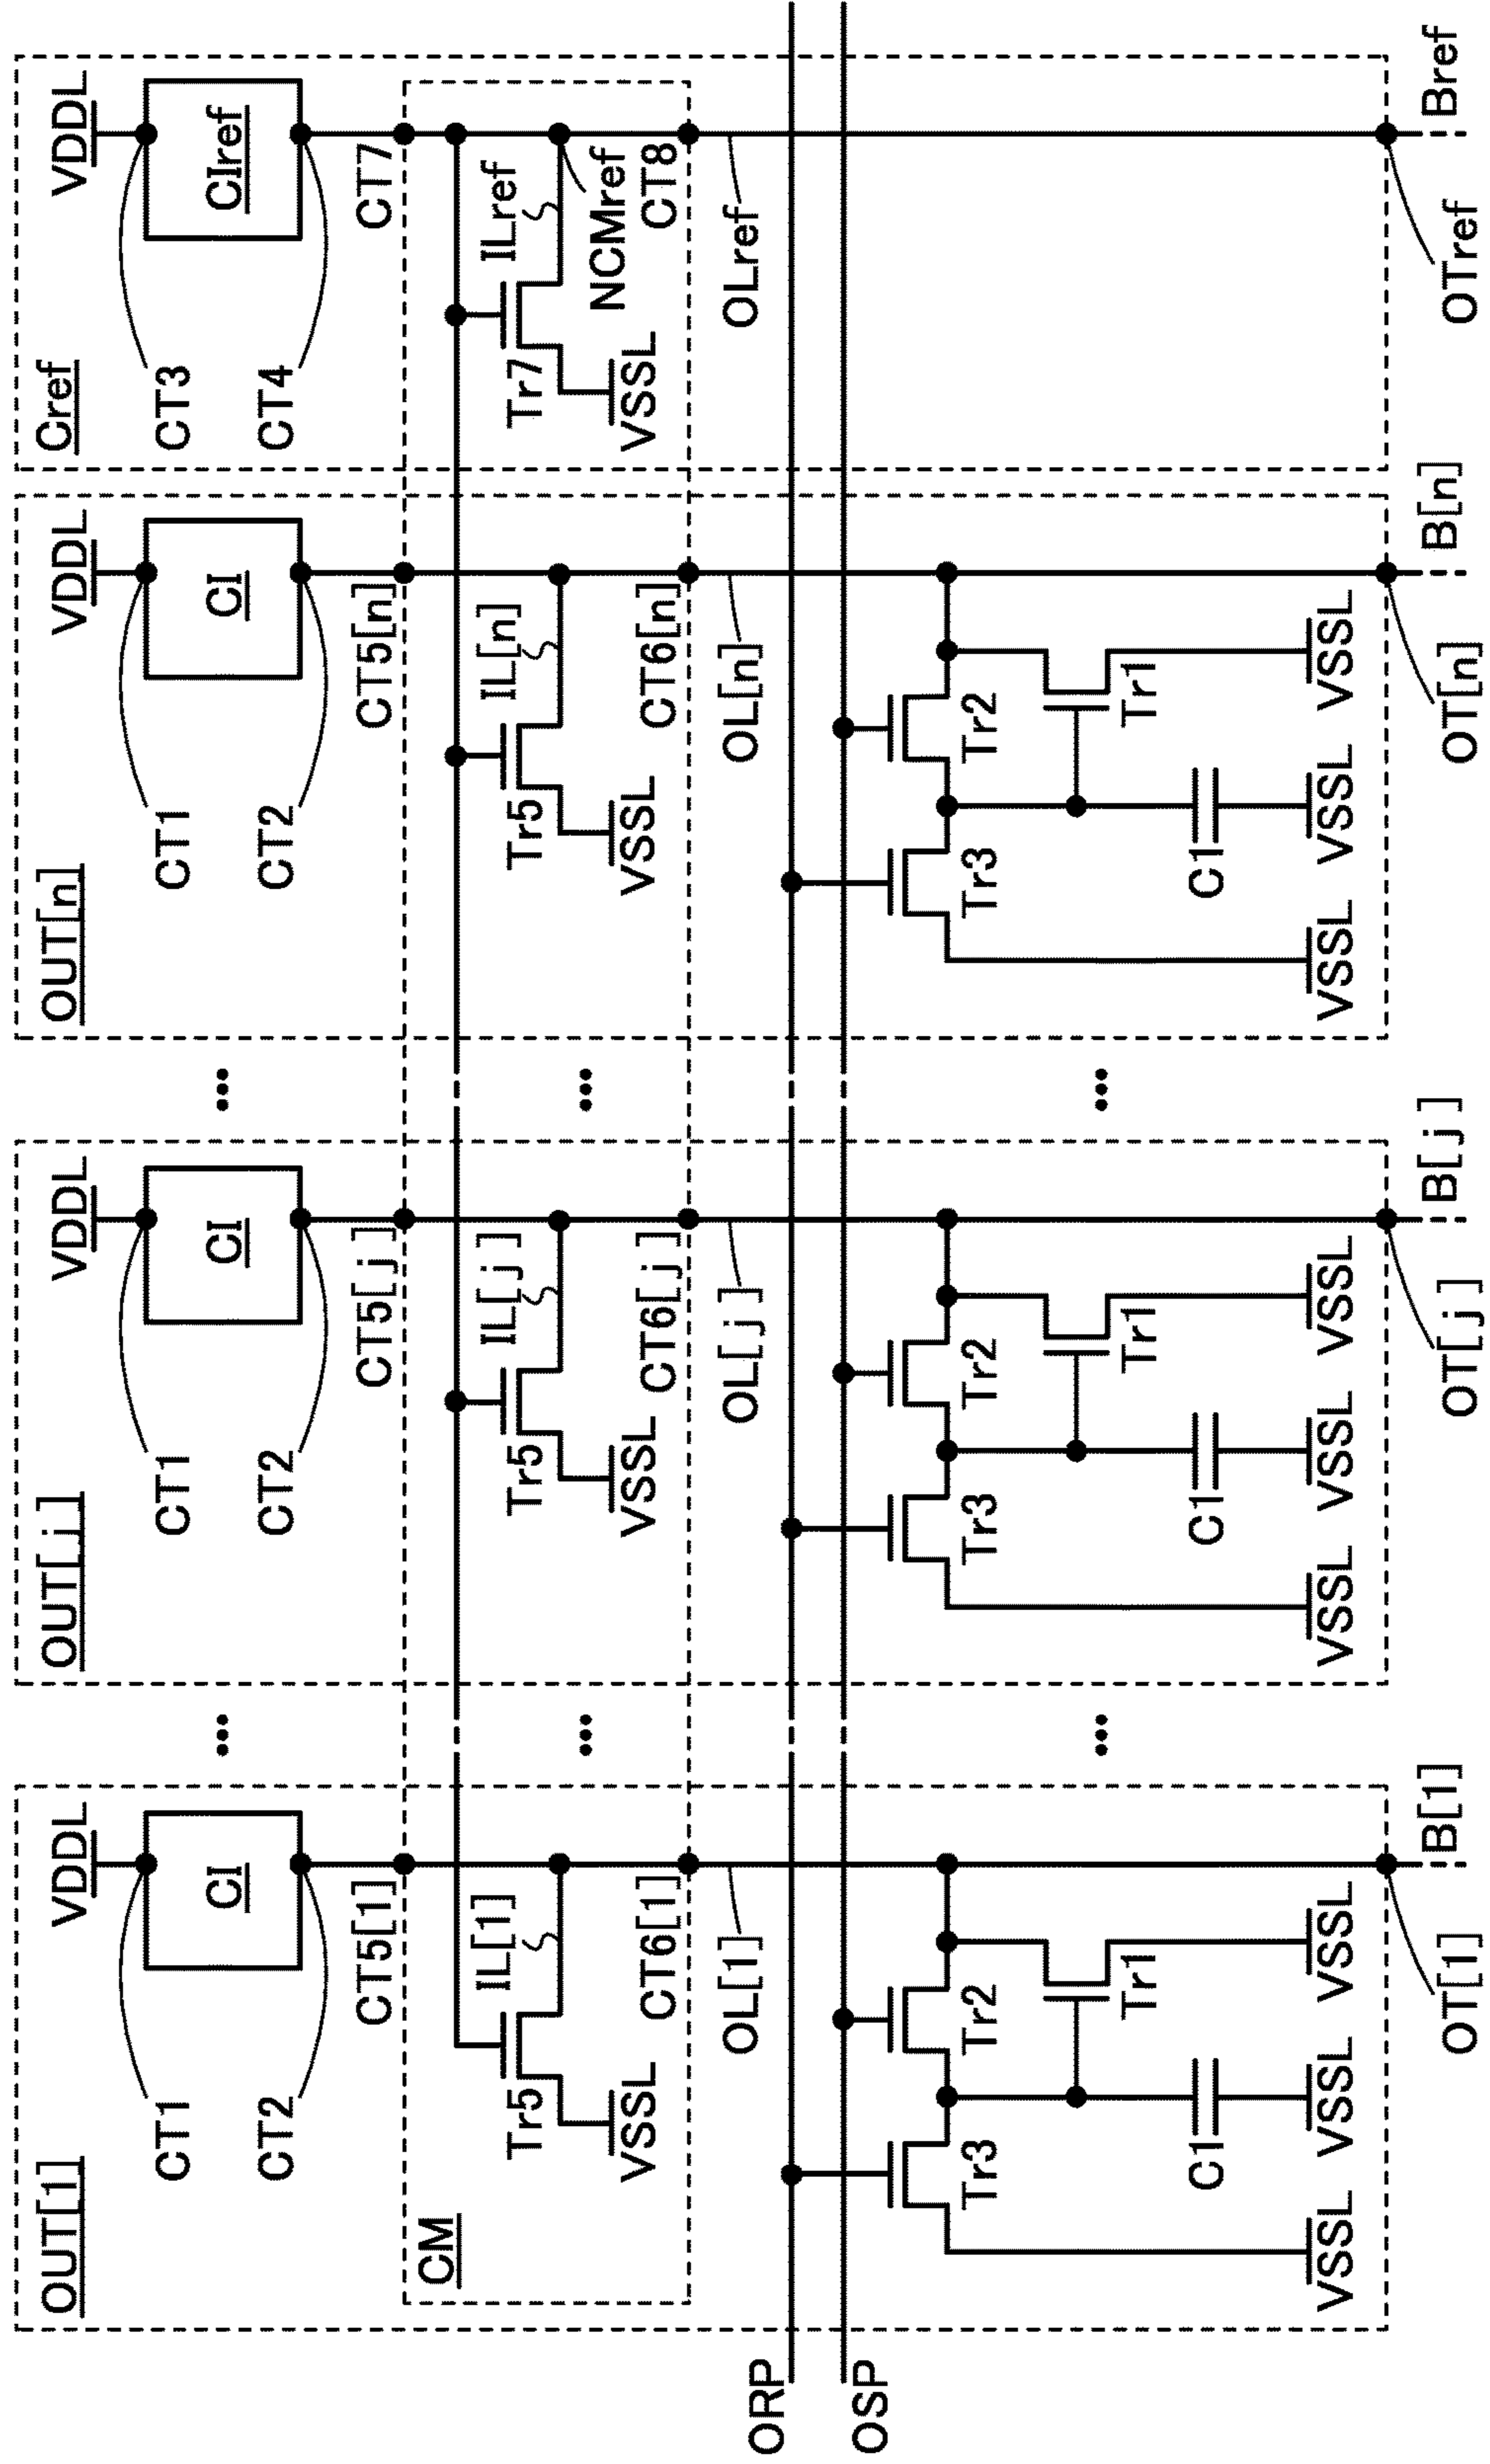 OUT[1]
VDDL
CI
CT1
CT2
CT5[1]
CM
IL[1]
Tr5
VSSL
CT6[1]
OL[1]
ORP
OSP
Tr3
Tr2
Tr1
C1
VSSL
VSSL
VSSL
OT[1]
B[1]
...
...
...
OUT[j]
VDDL
CI
CT1
CT2
CT5[j]
IL[j]
Tr5
VSSL
CT6[j]
OL[j]
Tr3
Tr2
Tr1
C1
VSSL
VSSL
VSSL
OT[j]
B[j]
...
...
...
OUT[n]
VDDL
CI
CT1
CT2
CT5[n]
IL[n]
Tr5
VSSL
CT6[n]
OL[n]
Tr3
Tr2
Tr1
C1
VSSL
VSSL
VSSL
OT[n]
B[n]
Cref
VDDL
CIref
CT3
CT4
CT7
ILref
Tr7
NCMref
VSSL
CT8
OLref
OTref
Bref